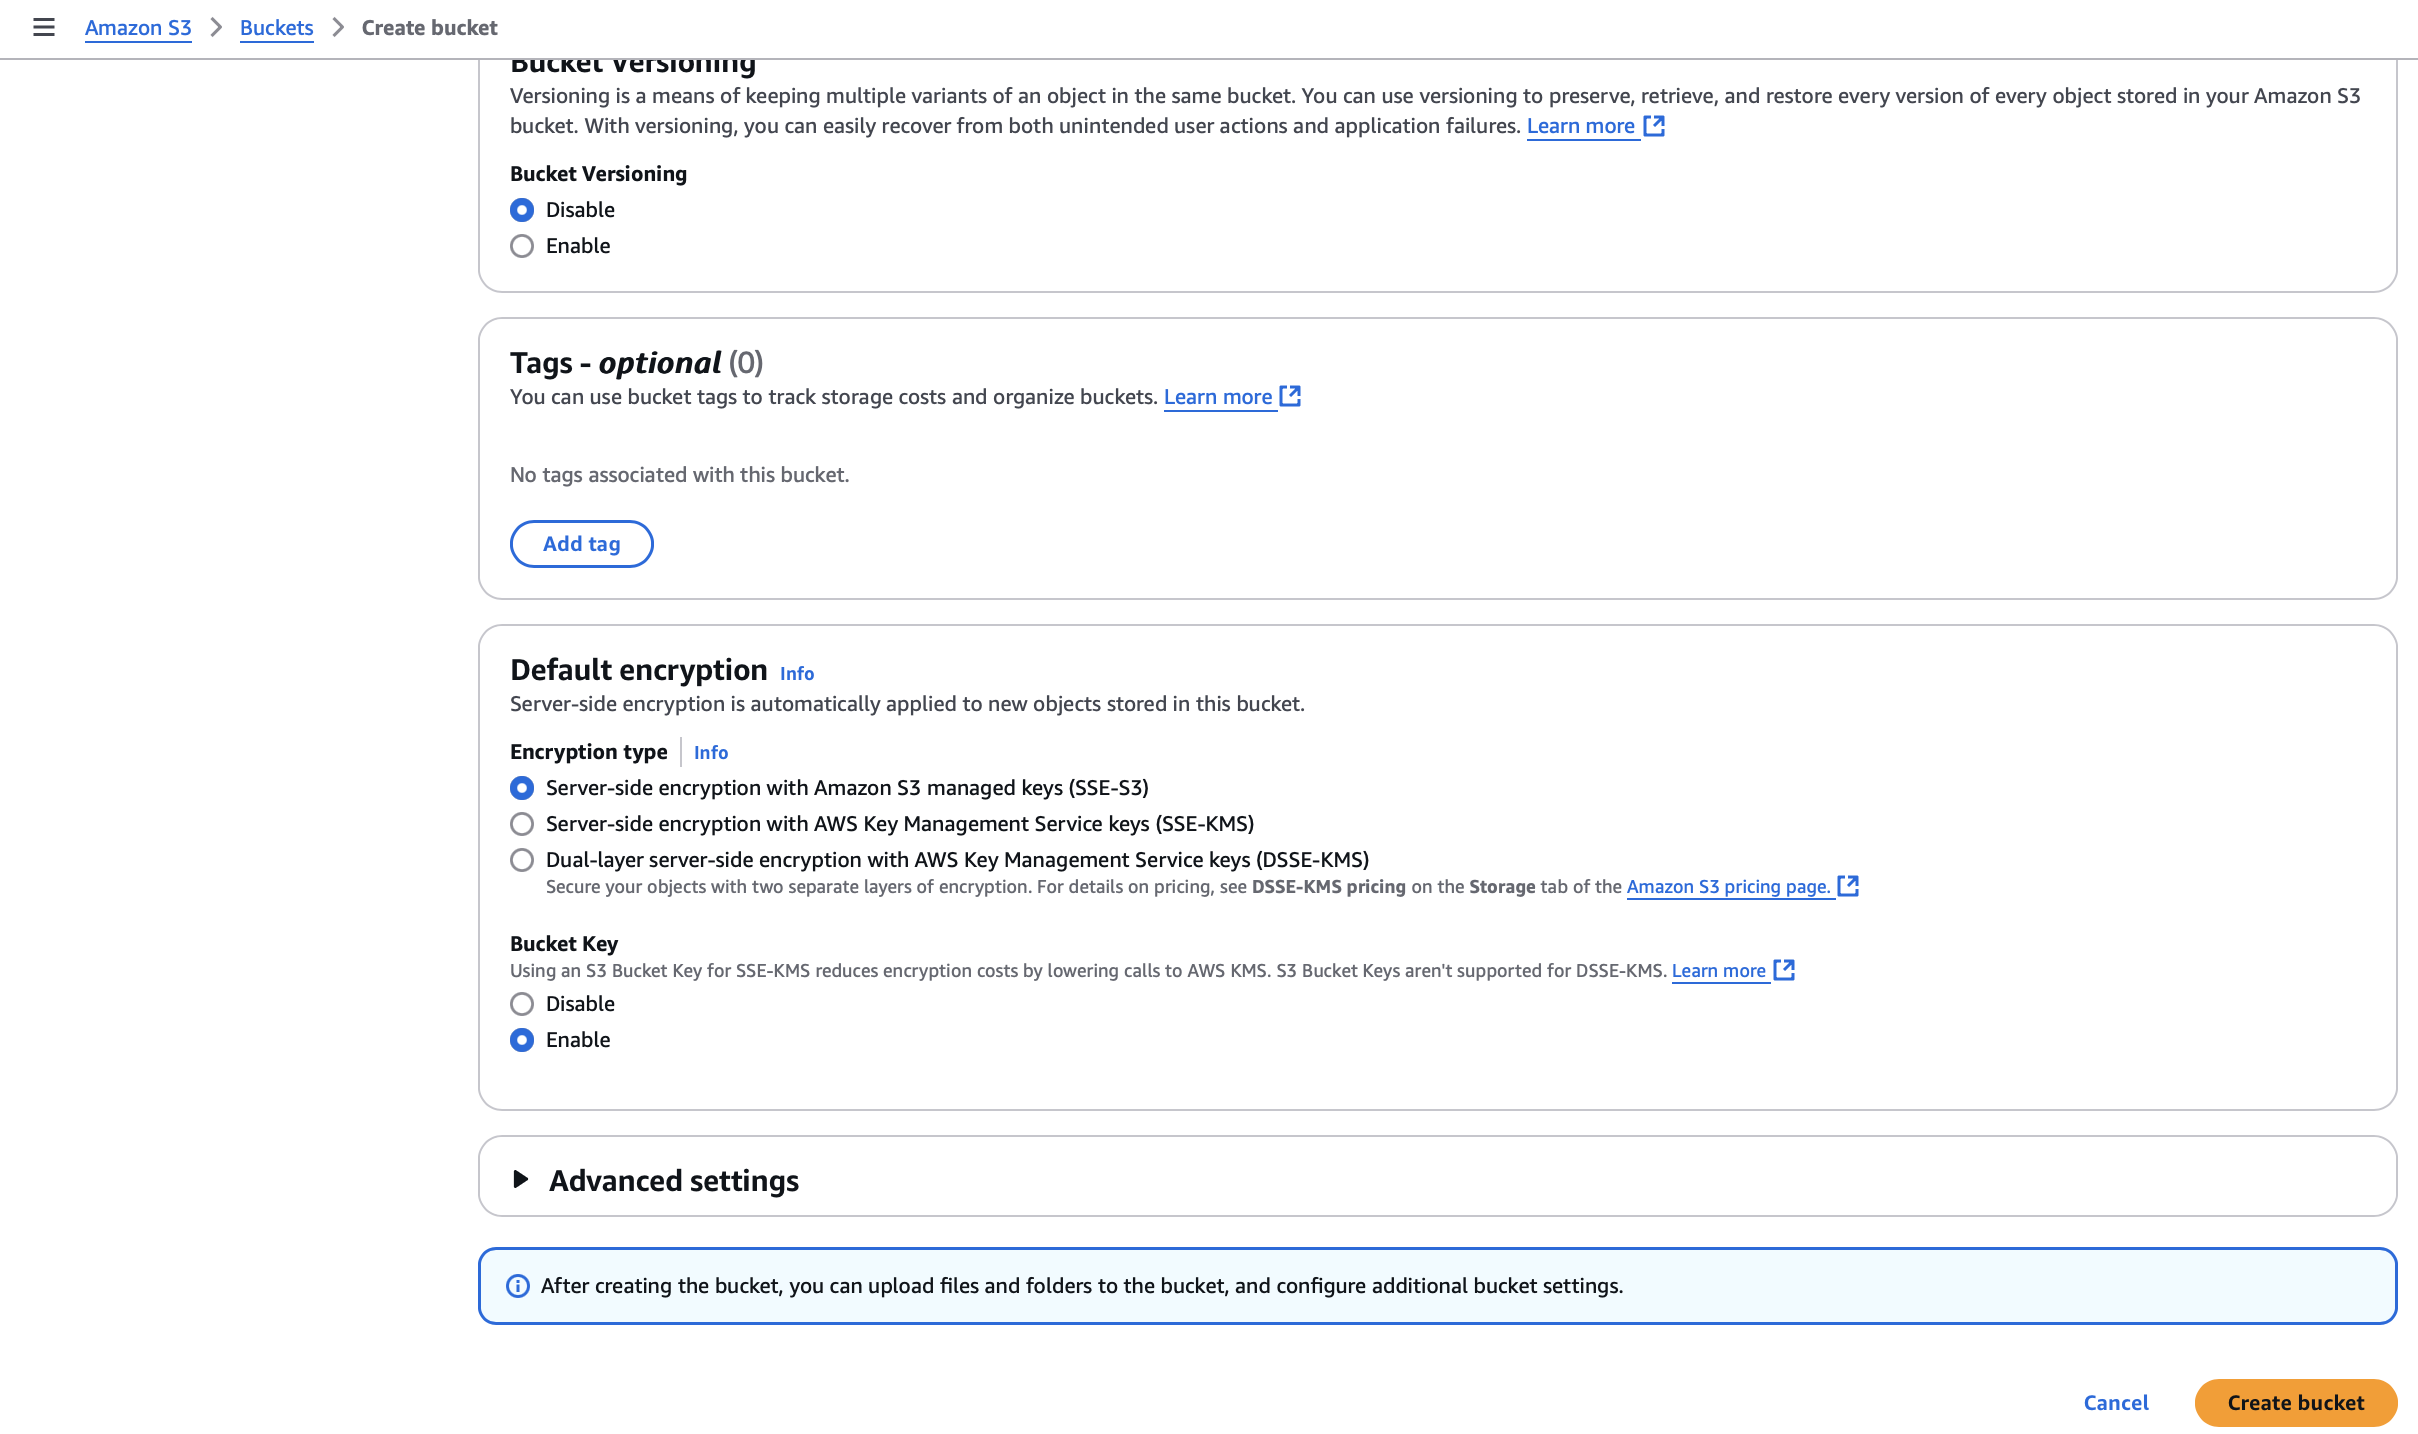 Amazon S3 > Buckets > Create bucket
Bucket Versioning
Versioning is a means of keeping multiple variants of an object in the same bucket. You can use versioning to preserve, retrieve, and restore every version of every object stored in your Amazon S3
bucket. With versioning, you can easily recover from both unintended user actions and application failures. Learn more
Bucket Versioning
Disable
Enable
Tags - optional (0)
You can use bucket tags to track storage costs and organize buckets. Learn more
No tags associated with this bucket.
Add tag
Default encryption Info
Server-side encryption is automatically applied to new objects stored in this bucket.
Encryption type Info
Server-side encryption with Amazon S3 managed keys (SSE-S3)
Server-side encryption with AWS Key Management Service keys (SSE-KMS)
Dual-layer server-side encryption with AWS Key Management Service keys (DSSE-KMS)
Secure your objects with two separate layers of encryption. For details on pricing, see DSSE-KMS pricing on the Storage tab of the Amazon S3 pricing page.
Bucket Key
Using an S3 Bucket Key for SSE-KMS reduces encryption costs by lowering calls to AWS KMS. S3 Bucket Keys aren't supported for DSSE-KMS. Learn more
Disable
Enable
Advanced settings
After creating the bucket, you can upload files and folders to the bucket, and configure additional bucket settings.
Cancel Create bucket